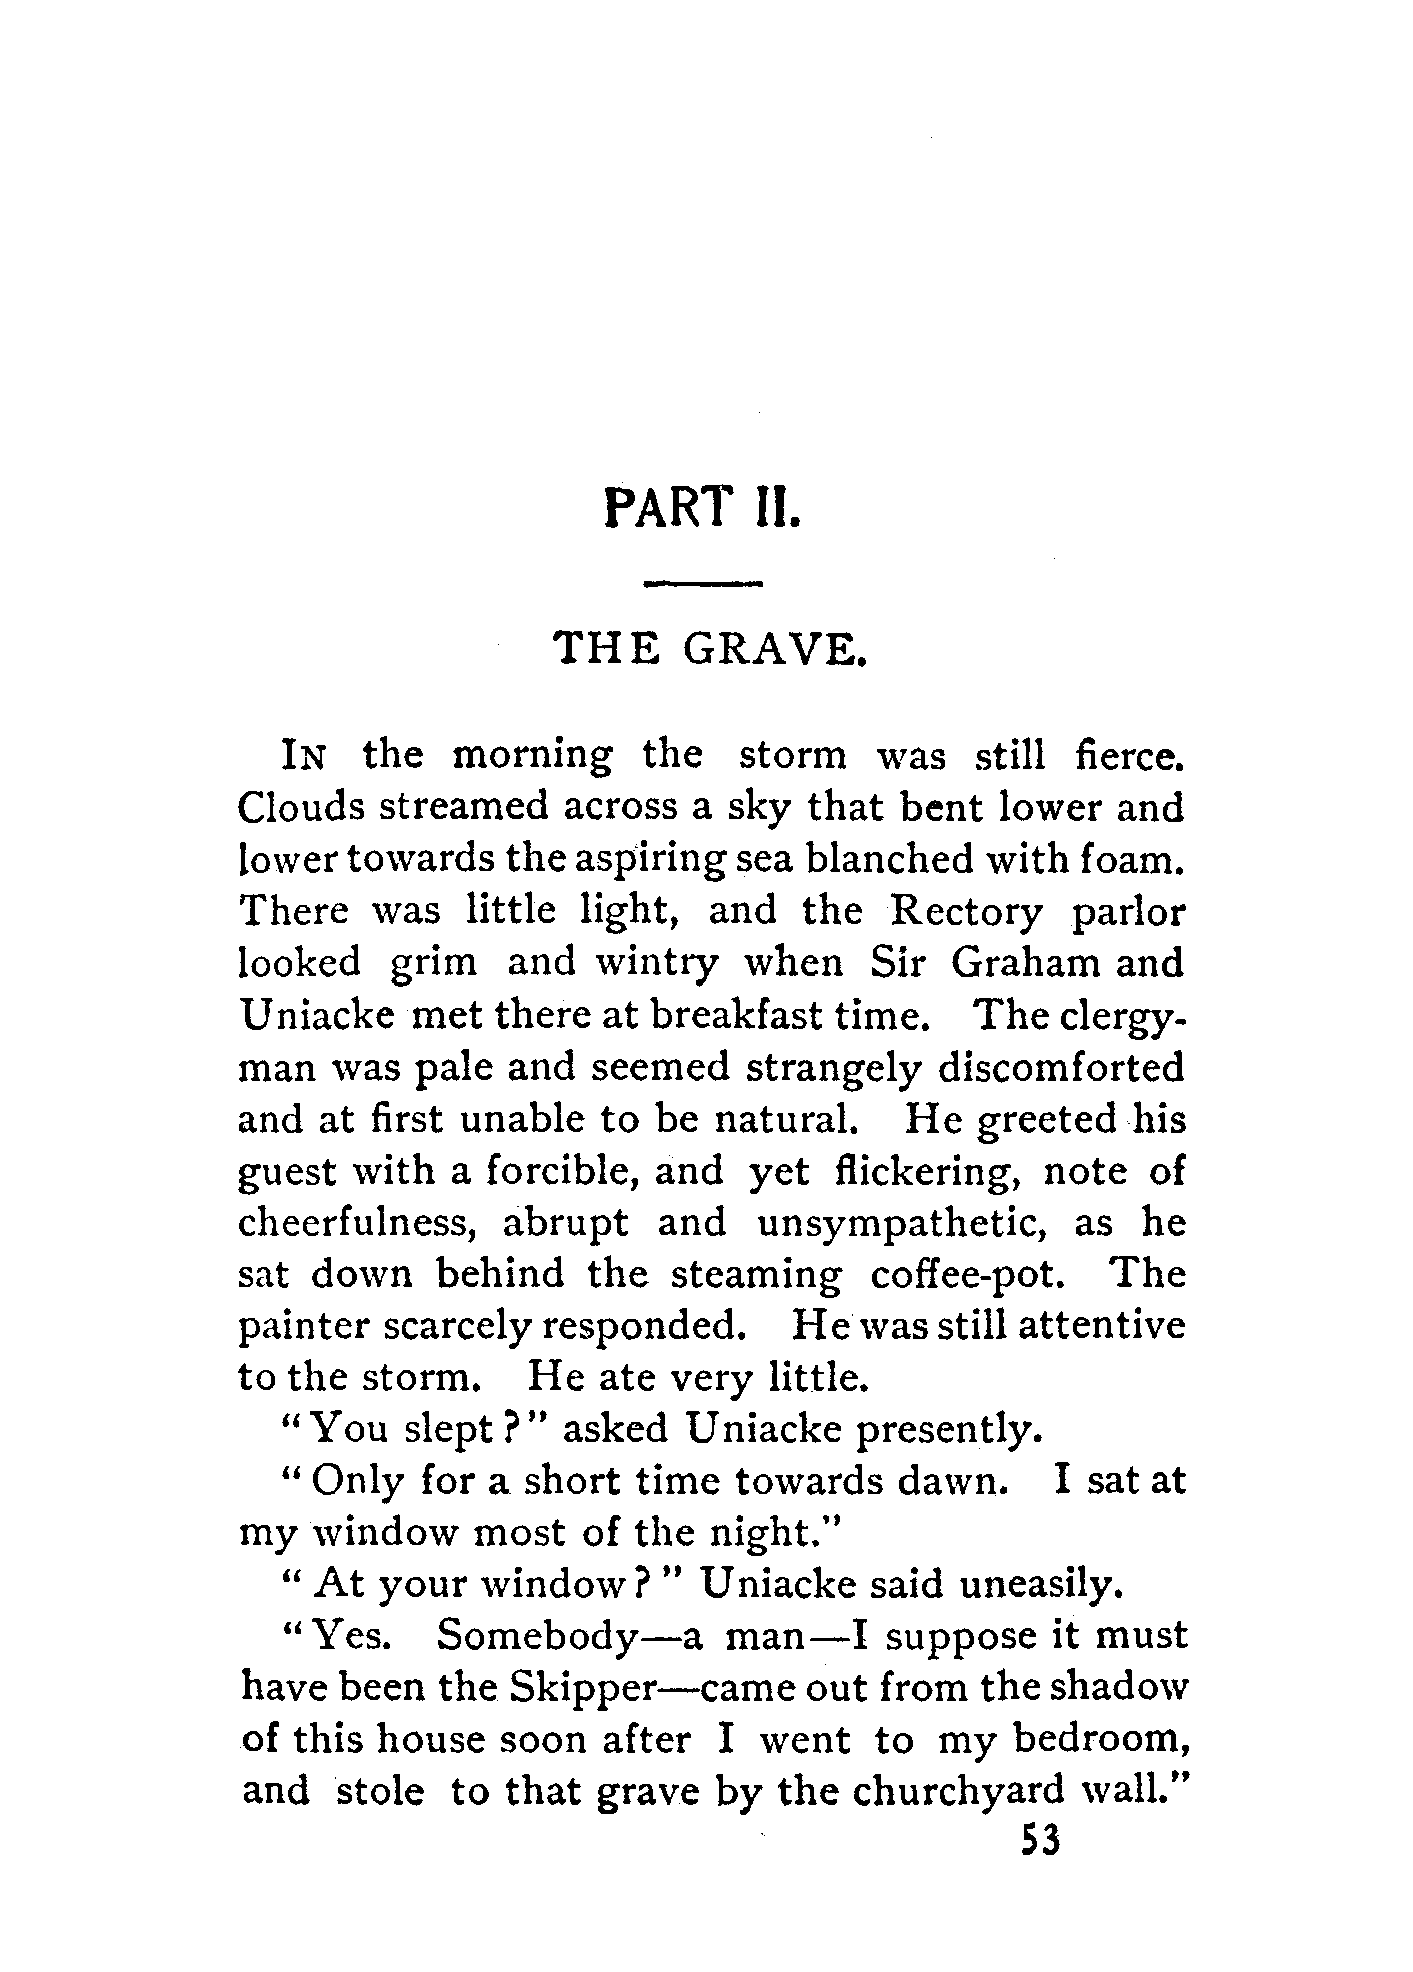 PART II.
THE GRAVE.
IN the morning the storm was still fierce.
Clouds streamed across a sky that bent lower and
lower towards the aspiring sea blanched with foam.
There was little light, and the Rectory parlor
looked grim and wintry when Sir Graham and
Uniacke met there at breakfast time. The clergy-
man was pale and seemed strangely discomforted
and at first unable to be natural. He greeted his
guest with a forcible, and yet flickering, note of
cheerfulness, abrupt and unsympathetic, as he
sat down behind the steaming coffee-pot. The
painter scarcely responded. He was still attentive
to the storm. He ate very little.
"You slept?" asked Uniacke presently.
"Only for a short time towards dawn. I sat at
my window most of the night."
"At your window?" Uniacke said uneasily.
"Yes. Somebody—a man—I suppose it must
have been the Skipper—came out from the shadow
of this house soon after I went to my bedroom,
and stole to that grave by the churchyard wall."
53